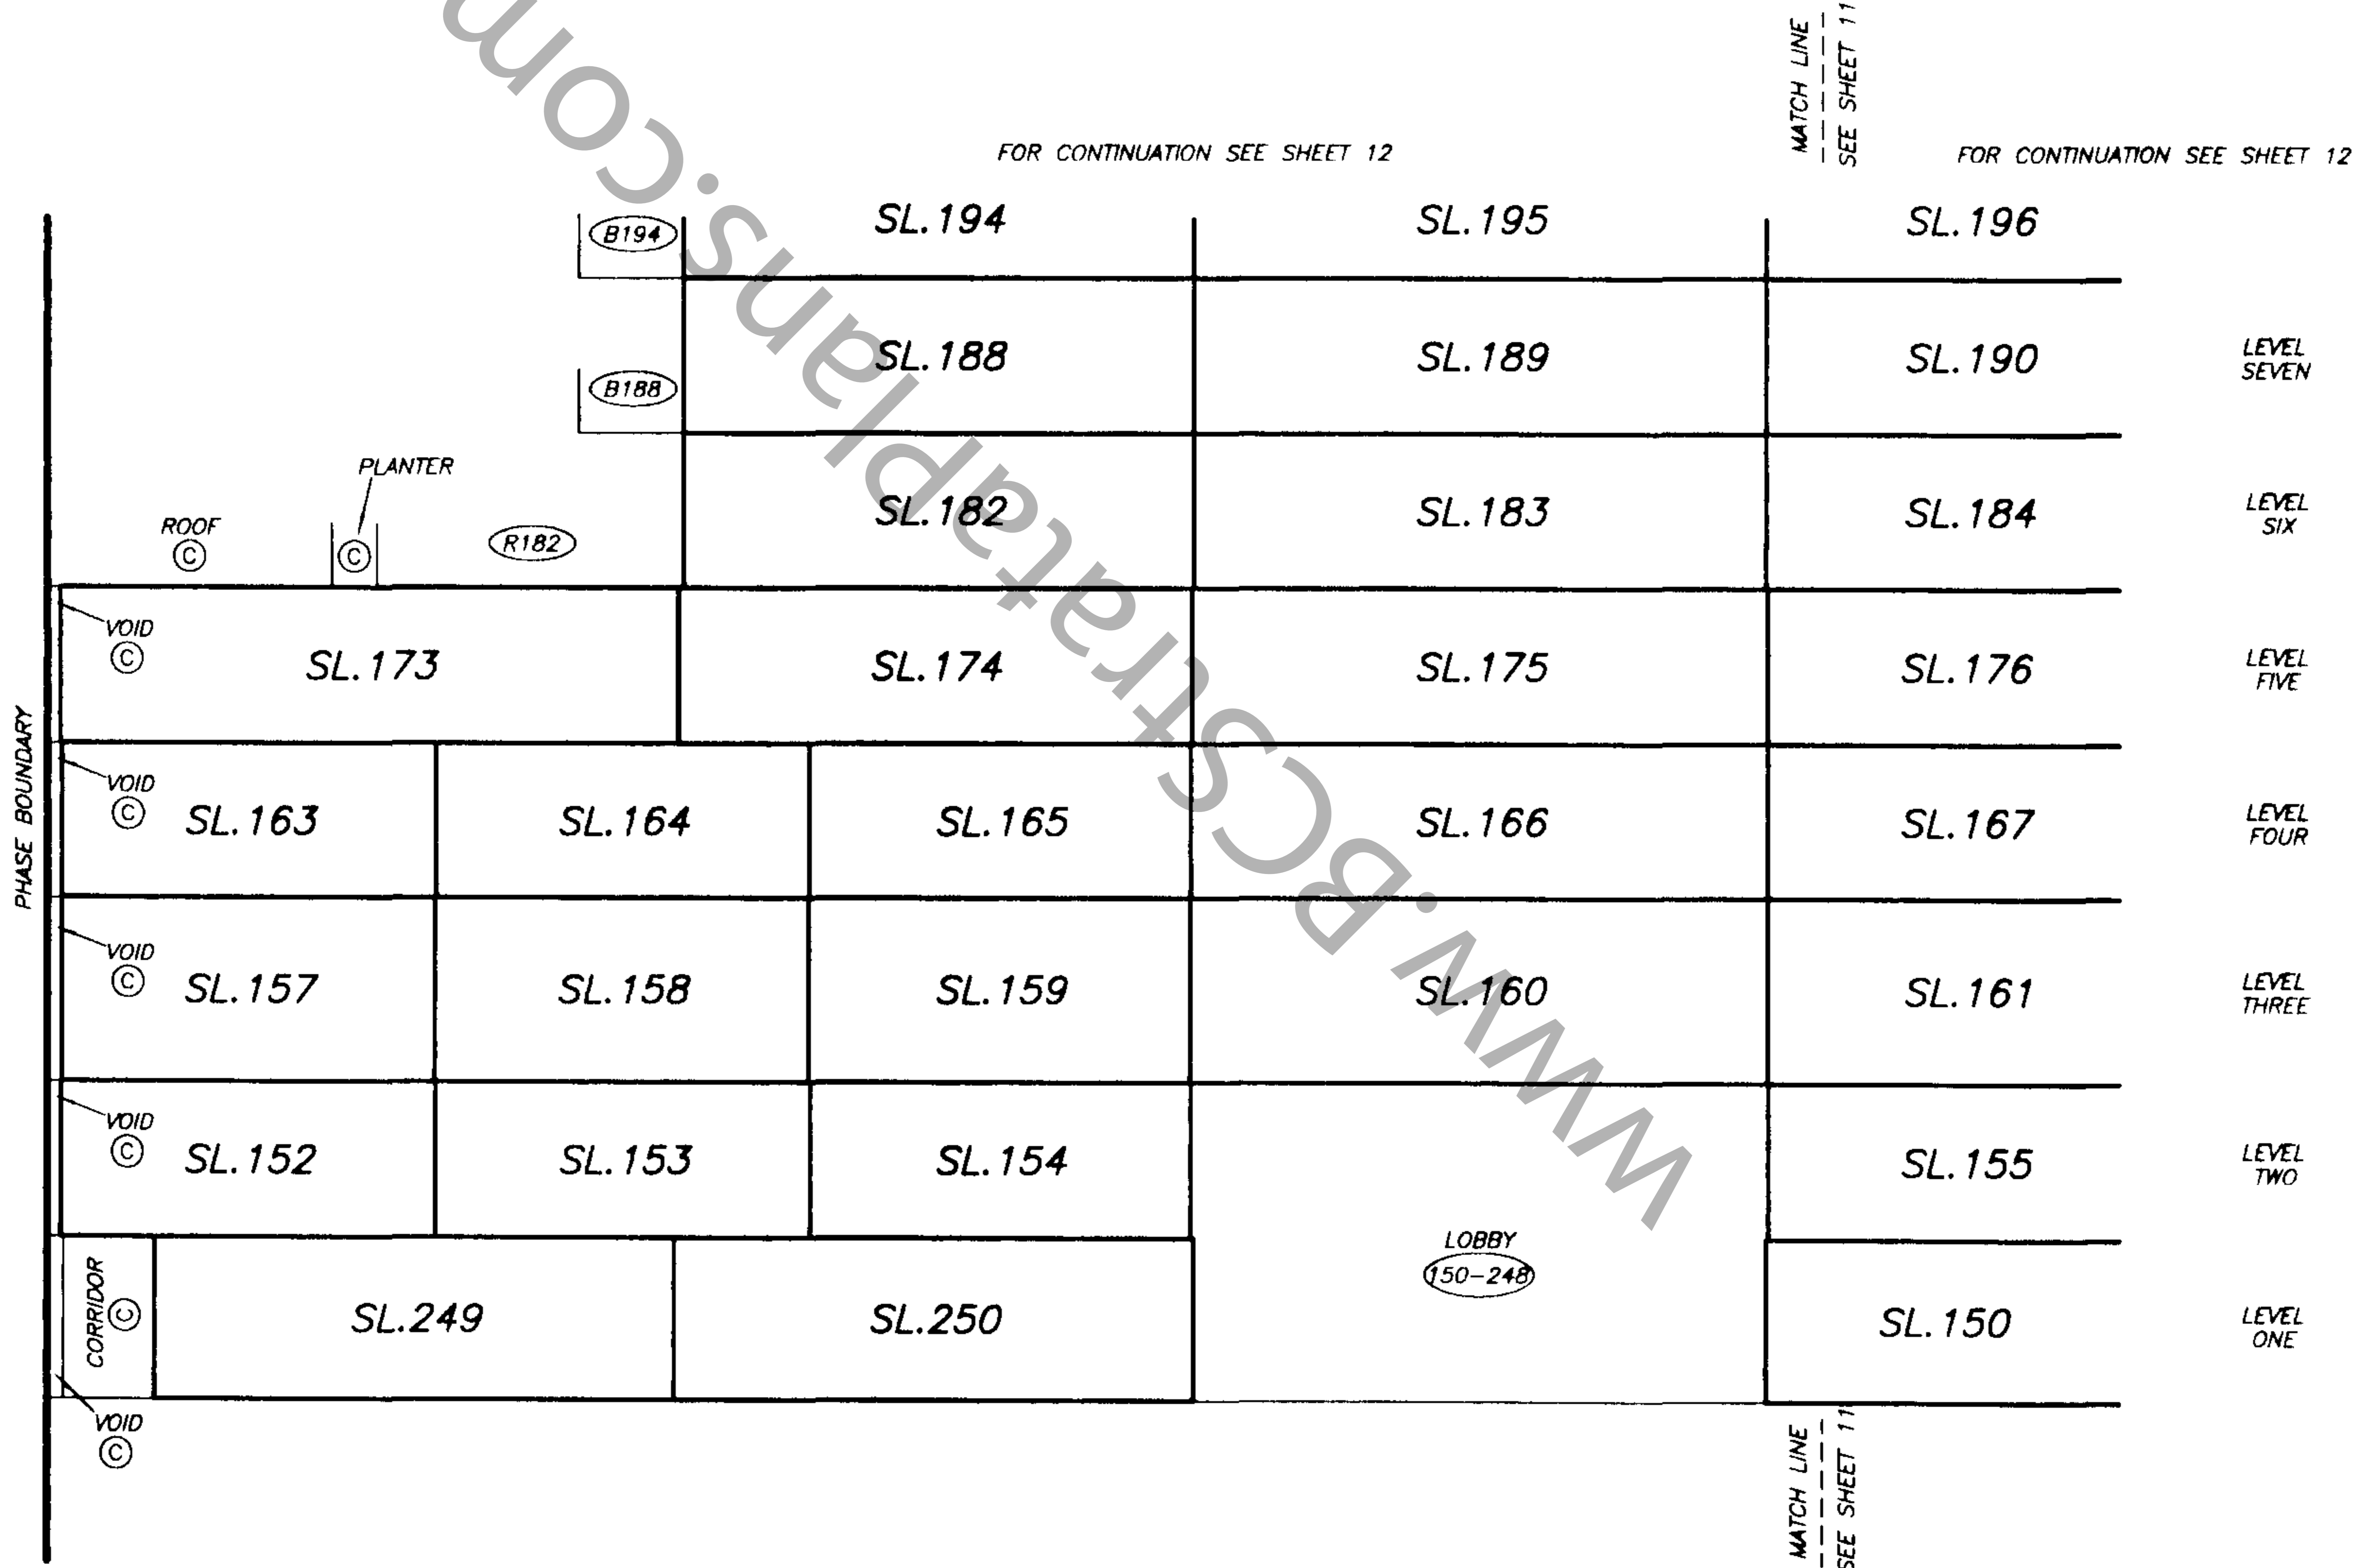 MATCH LINE
SEE SHEET 11
FOR CONTINUATION SEE SHEET 12
FOR CONTINUATION SEE SHEET 12
B194
SL.194
SL.195
SL.196
B188
SL.188
SL.189
SL.190
LEVEL
SEVEN
PLANTER
ROOF
C
C
R182
SL.182
SL.183
SL.184
LEVEL
SIX
VOID
C
SL.173
SL.174
SL.175
SL.176
LEVEL
FIVE
PHASE BOUNDARY
VOID
C
SL.163
SL.164
SL.165
SL.166
SL.167
LEVEL
FOUR
VOID
C
SL.157
SL.158
SL.159
SL.160
SL.161
LEVEL
THREE
VOID
C
SL.152
SL.153
SL.154
SL.155
LEVEL
TWO
CORRIDOR
C
SL.249
SL.250
LOBBY
150-248
SL.150
LEVEL
ONE
VOID
C
MATCH LINE
SEE SHEET 11
www.BCStrataplans.com